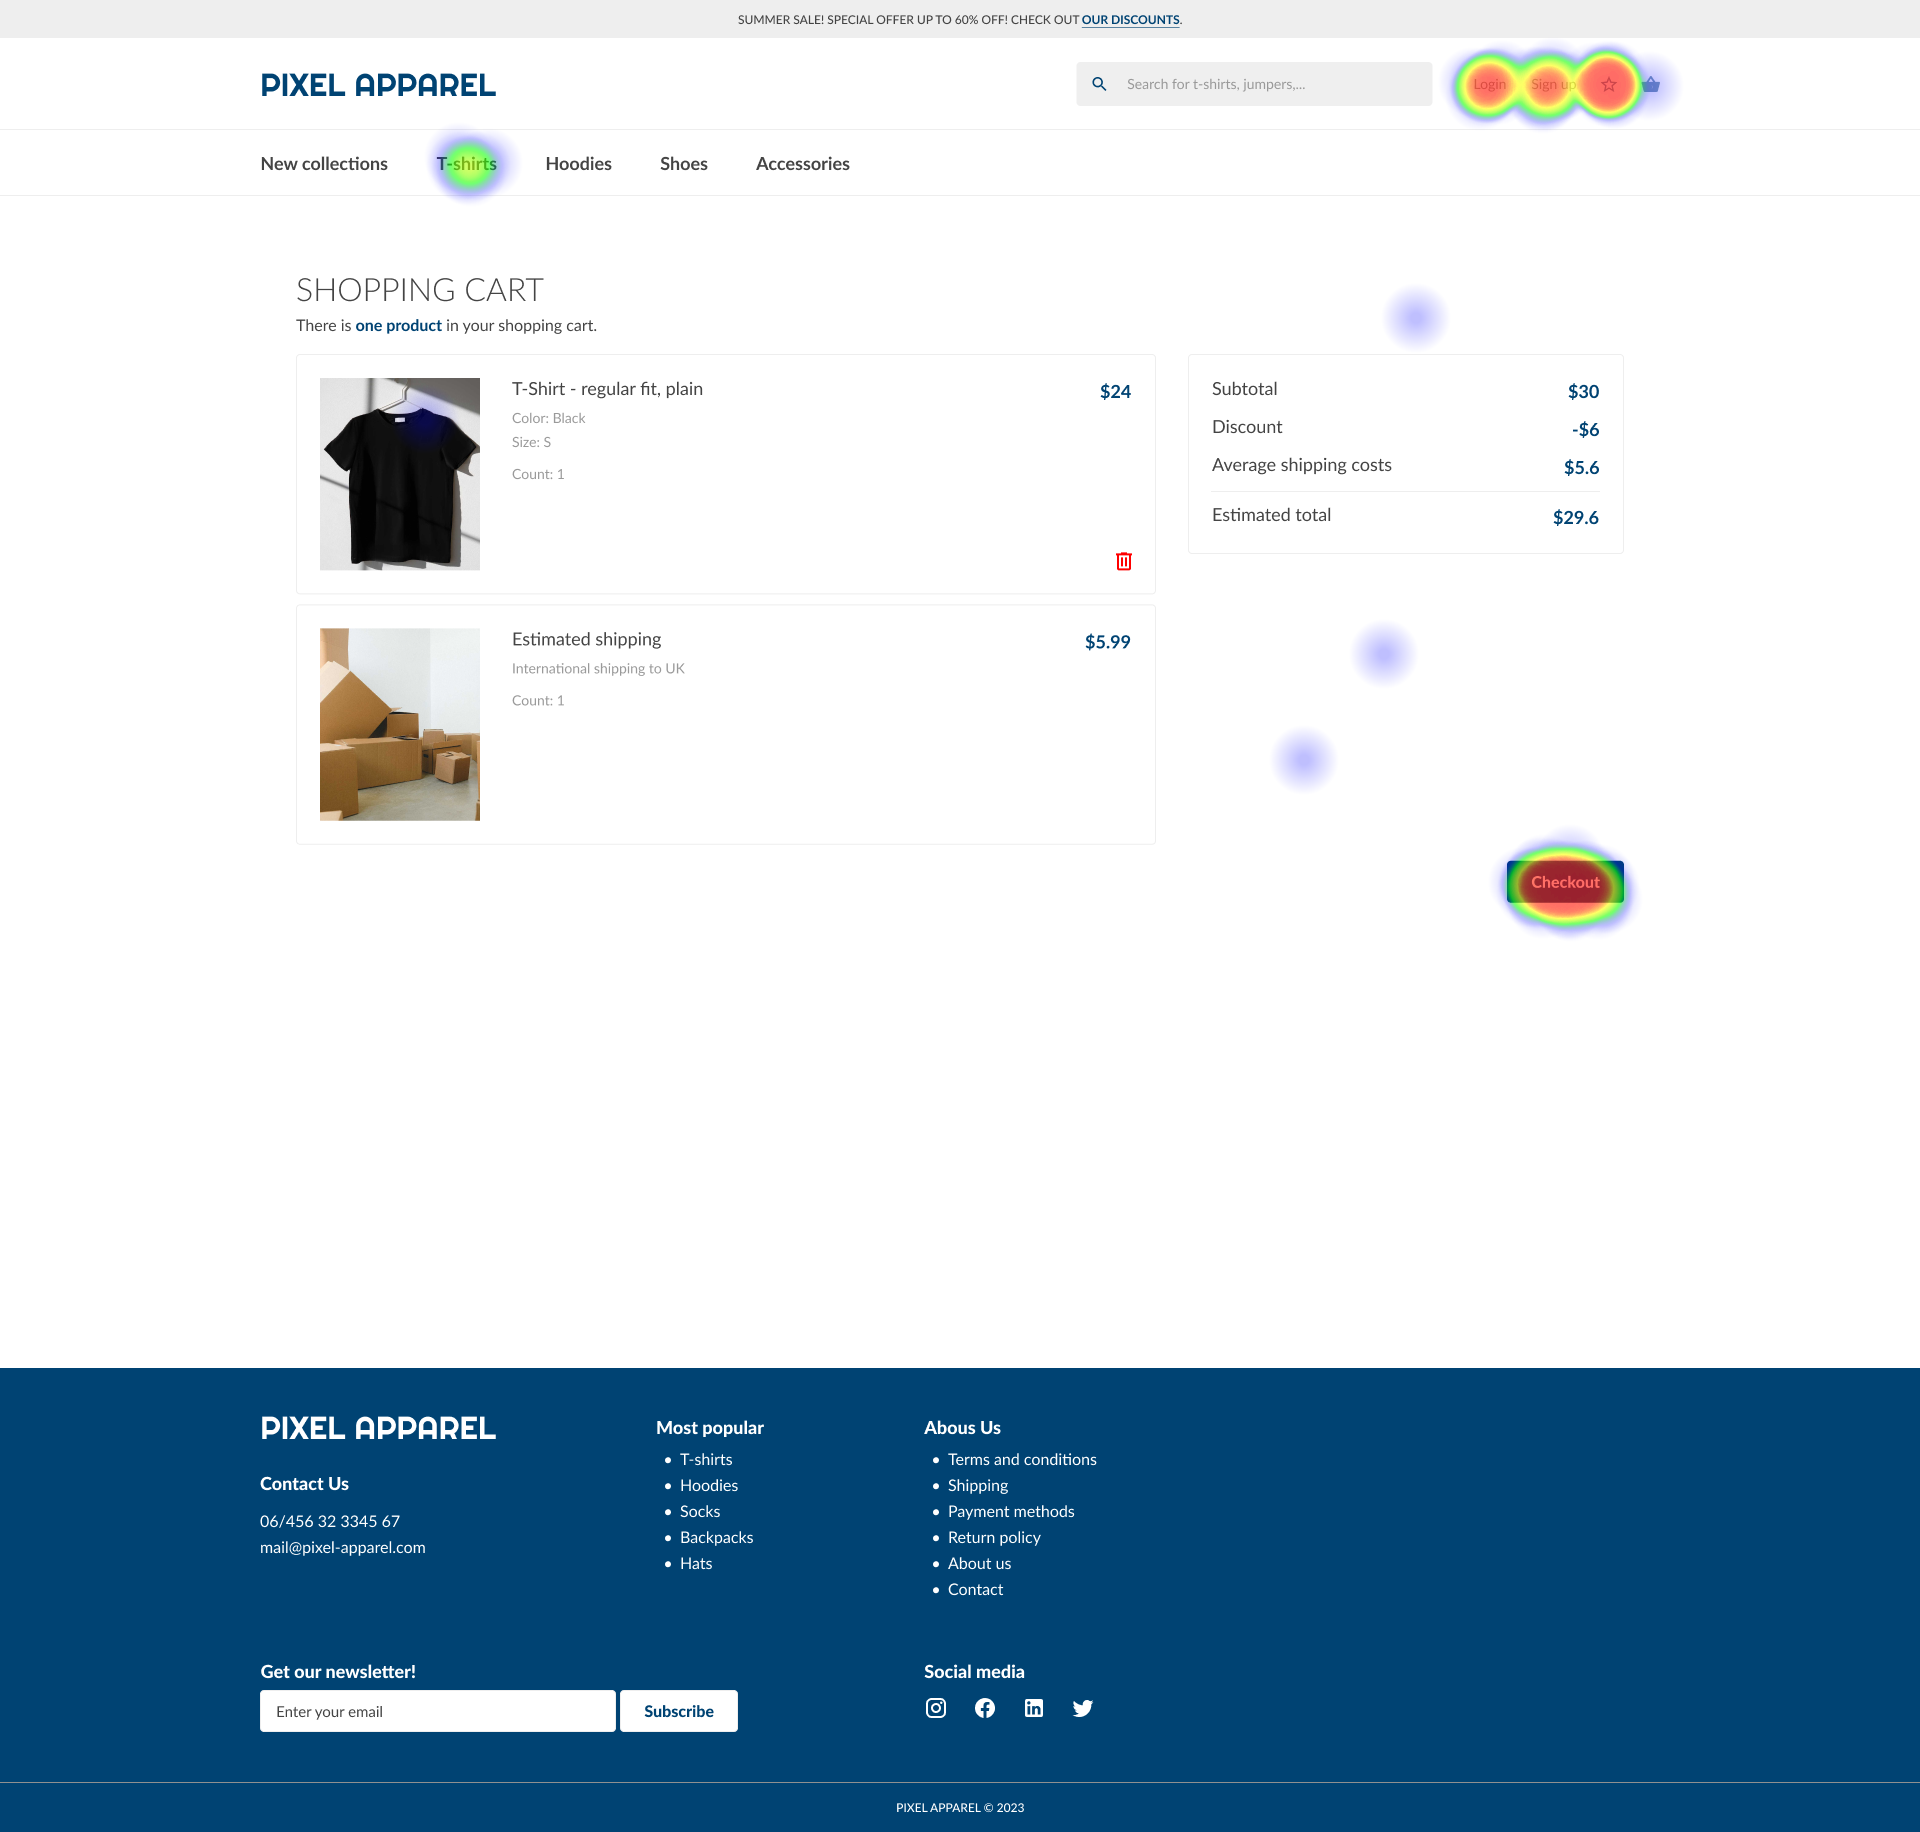 SUMMER SALE! SPECIAL OFFER UP TO 60% OFF! CHECK OUT OUR DISCOUNTS.
PIXEL APPAREL
Search for t-shirts, jumpers,...
Login
Sign up
New collections
T-shirts
Hoodies
Shoes
Accessories
SHOPPING CART
There is one product in your shopping cart.
T-Shirt - regular fit, plain
$24
Color: Black
Size: S
Count: 1
Estimated shipping
$5.99
International shipping to UK
Count: 1
Subtotal
$30
Discount
-$6
Average shipping costs
$5.6
Estimated total
$29.6
Checkout
PIXEL APPAREL
Contact Us
06/456 32 3345 67
mail@pixel-apparel.com
Most popular
• T-shirts
• Hoodies
• Socks
• Backpacks
• Hats
Abous Us
• Terms and conditions
• Shipping
• Payment methods
• Return policy
• About us
• Contact
Get our newsletter!
Enter your email
Subscribe
Social media
PIXEL APPAREL © 2023